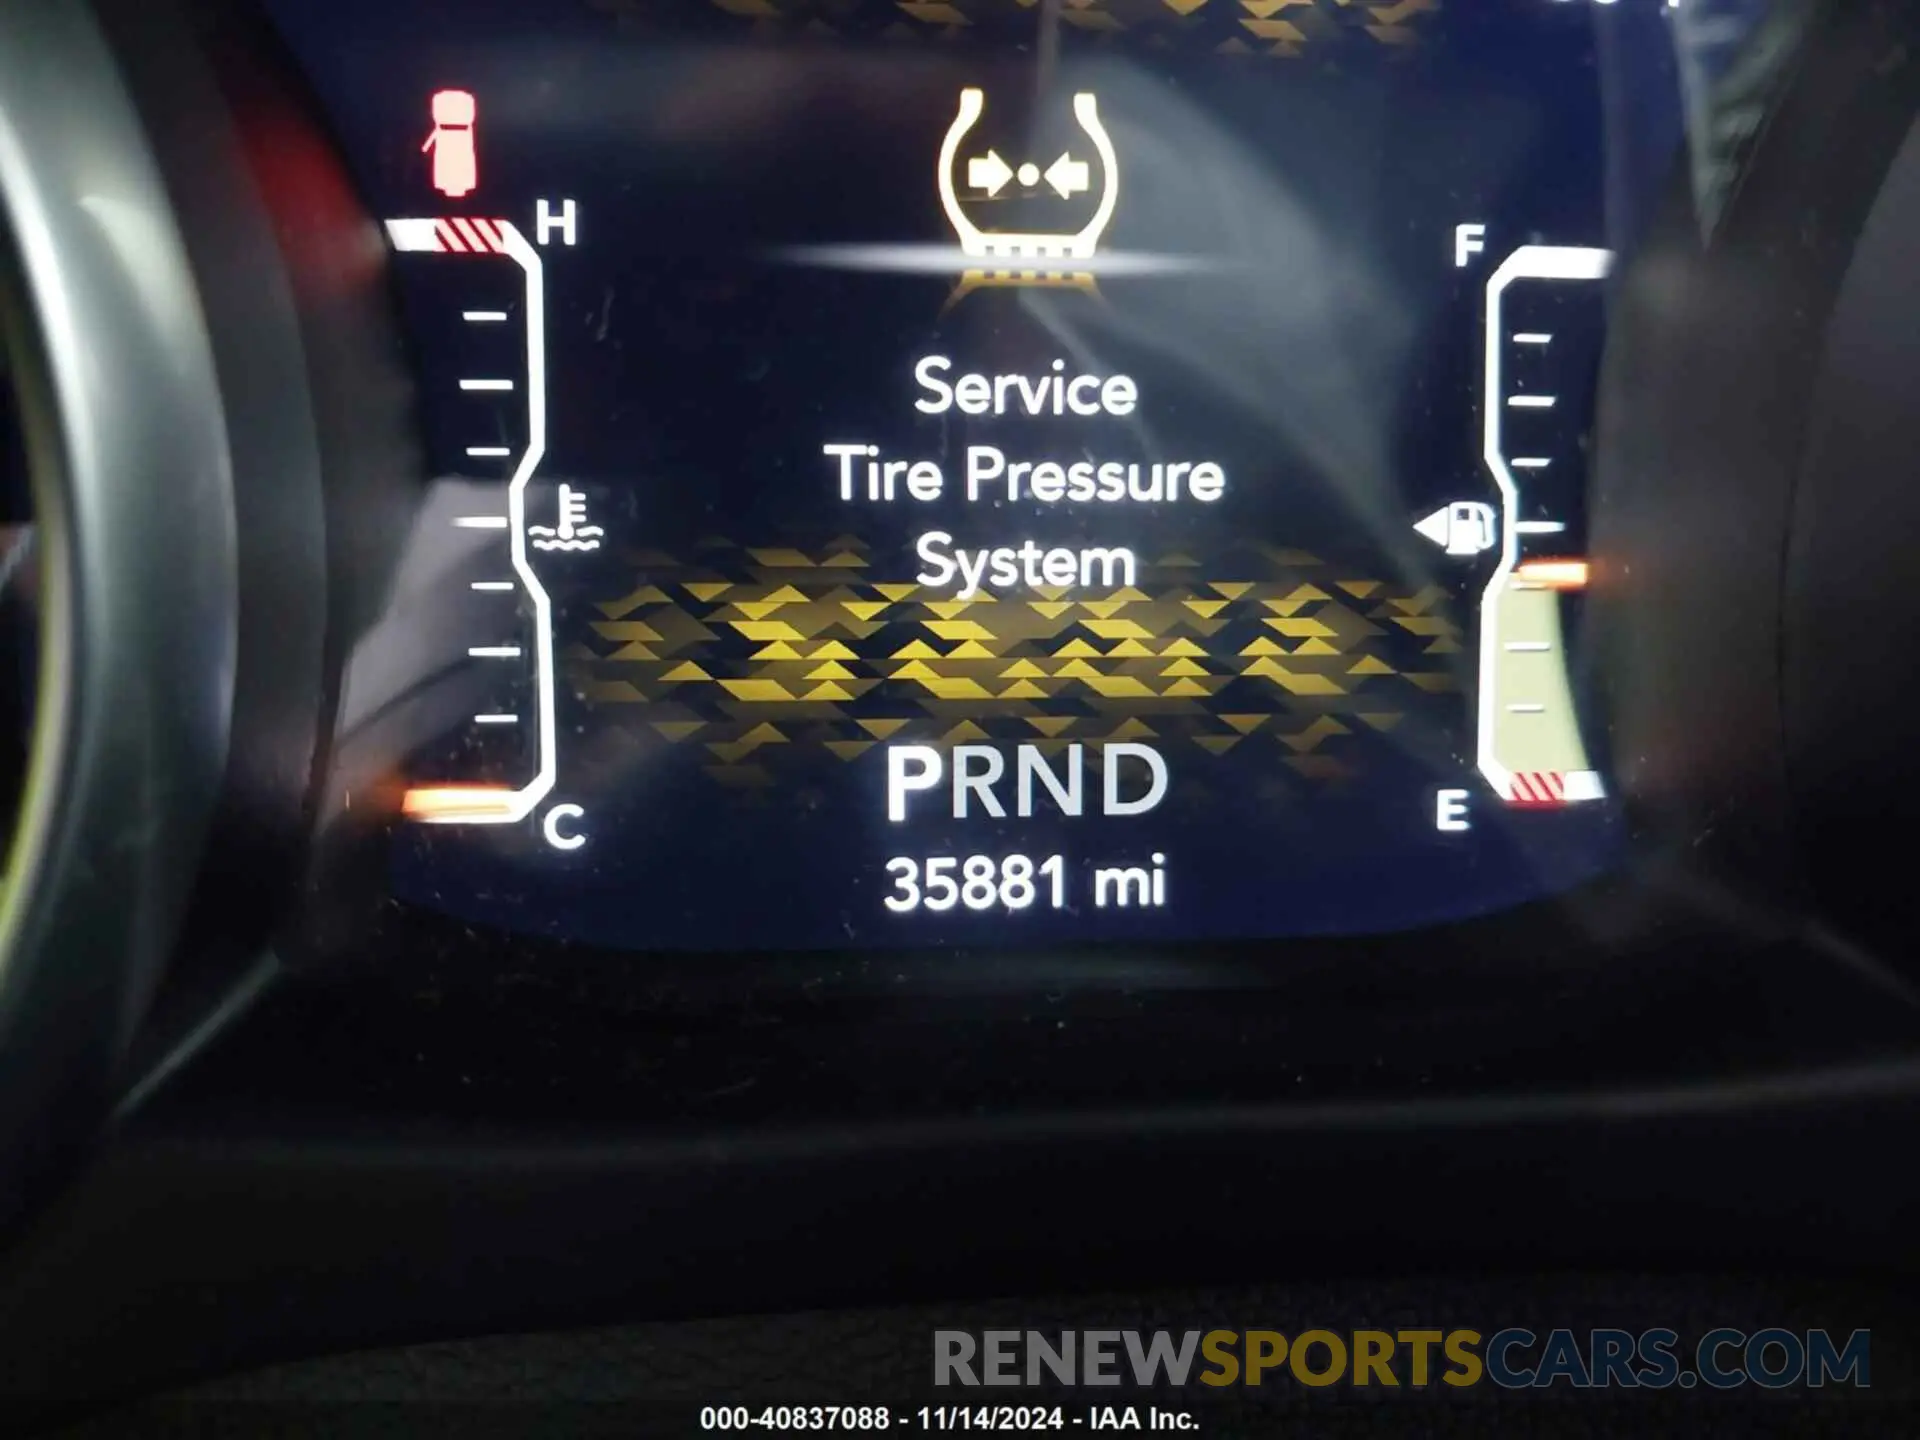 H
F
Service
Tire Pressure
System
PRND
E
C
35881 mi
RENEWSPORTSCARS.COM
000-40837088 - 11/14/2024 - IAA Inc.